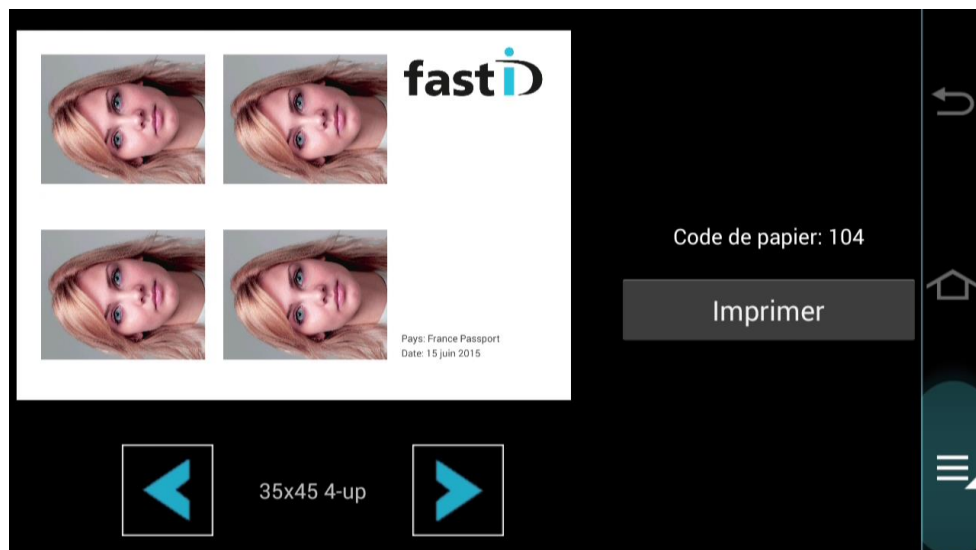 fastiD
Pays: France Passport
Date: 15 juin 2015
Code de papier: 104
Imprimer
35x45 4-up